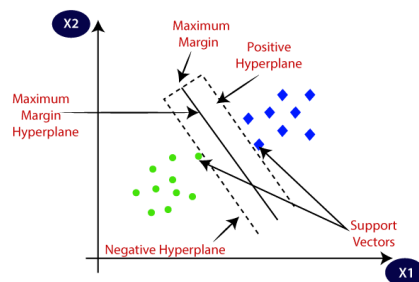 X2
Maximum
Margin
Positive
Hyperplane
Maximum
Margin
Hyperplane
Support
Vectors
Negative Hyperplane
X1